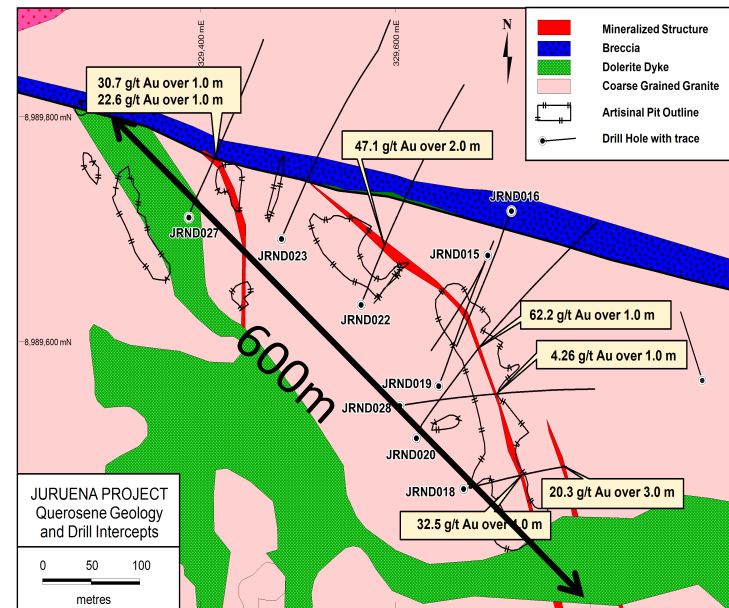 329,400 mE
329,600 mE
N
Mineralized Structure
Breccia
Dolerite Dyke
Coarse Grained Granite
Artisinal Pit Outline
Drill Hole with trace
30.7 g/t Au over 1.0 m
22.6 g/t Au over 1.0 m
8,989,800 mN
47.1 g/t Au over 2.0 m
JRND016
JRND027
JRND023
JRND015
JRND022
62.2 g/t Au over 1.0 m
8,989,600 mN
4.26 g/t Au over 1.0 m
600m
JRND019
JRND028
JRND020
JRND018
20.3 g/t Au over 3.0 m
32.5 g/t Au over 1.0 m
JURUENA PROJECT
Querosene Geology
and Drill Intercepts
0 50 100
metres